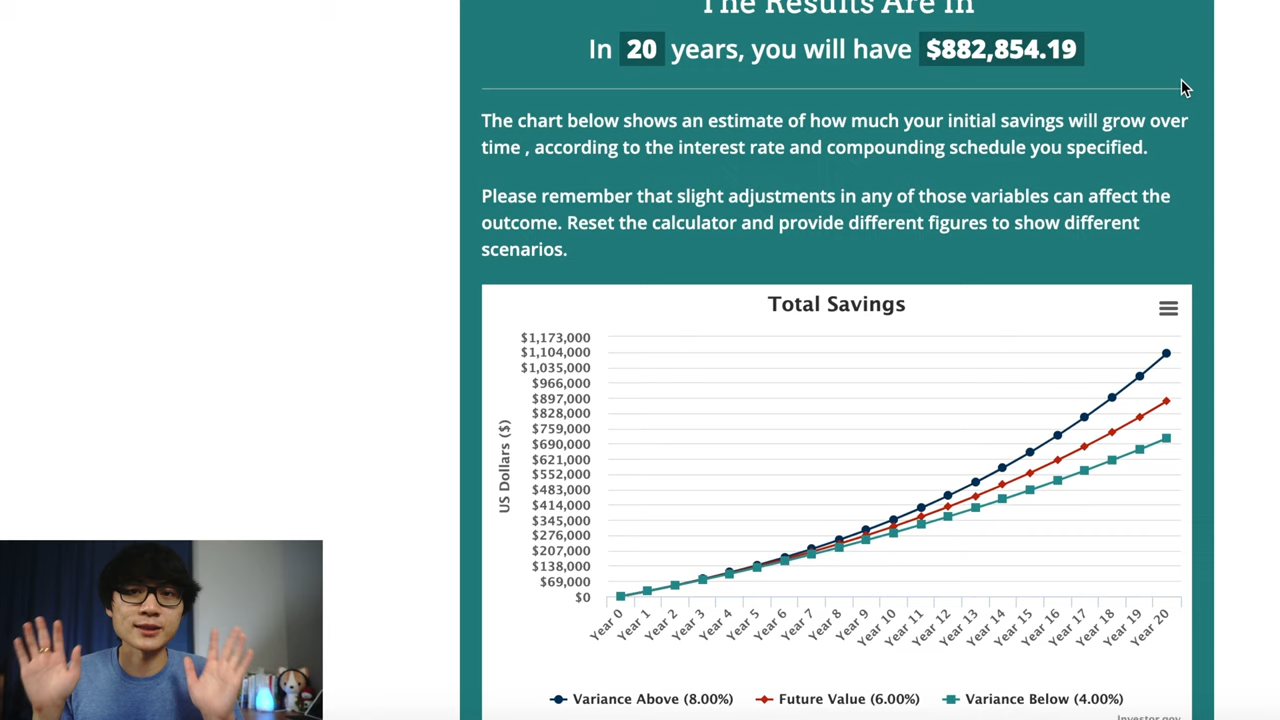 The Results Are In
In 20 years, you will have $882,854.19
The chart below shows an estimate of how much your initial savings will grow over
time , according to the interest rate and compounding schedule you specified.
Please remember that slight adjustments in any of those variables can affect the
outcome. Reset the calculator and provide different figures to show different
scenarios.
Total Savings
$1,173,000
$1,104,000
$1,035,000
$966,000
$897,000
$828,000
$759,000
$690,000
$621,000
$552,000
$483,000
$414,000
$345,000
$276,000
$207,000
$138,000
$69,000
$0
US Dollars ($)
Year 0
Year 1
Year 2
Year 3
Year 4
Year 5
Year 6
Year 7
Year 8
Year 9
Year 10
Year 11
Year 12
Year 13
Year 14
Year 15
Year 16
Year 17
Year 18
Year 19
Year 20
Variance Above (8.00%) Future Value (6.00%) Variance Below (4.00%)
Investor.gov